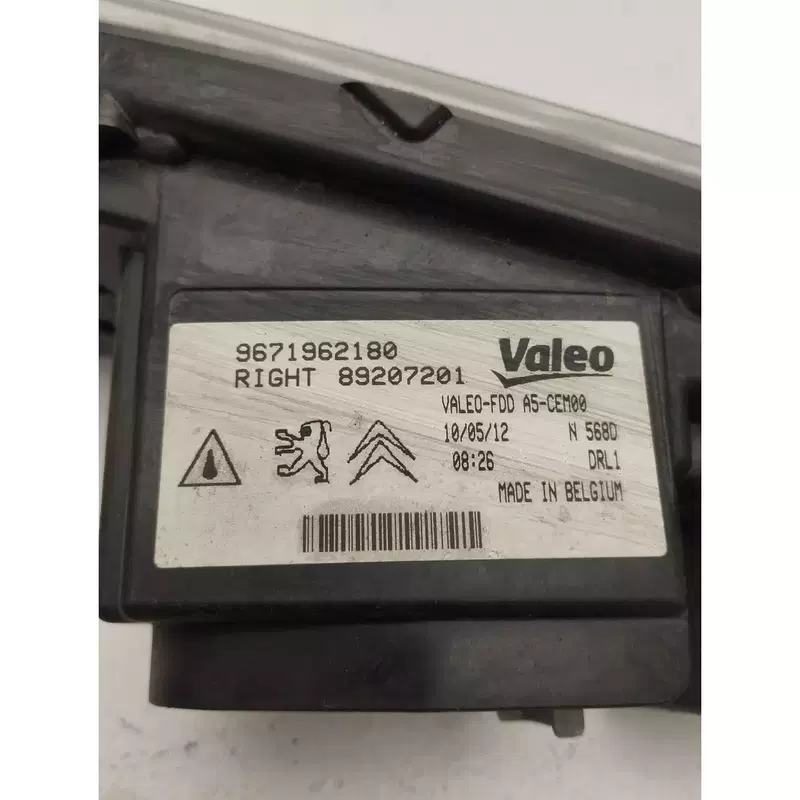 9671962180
RIGHT 89207201
Valeo
VALEO-FDD A5-CEM00
10/05/12 N 568D
08:26 DRL1
MADE IN BELGIUM